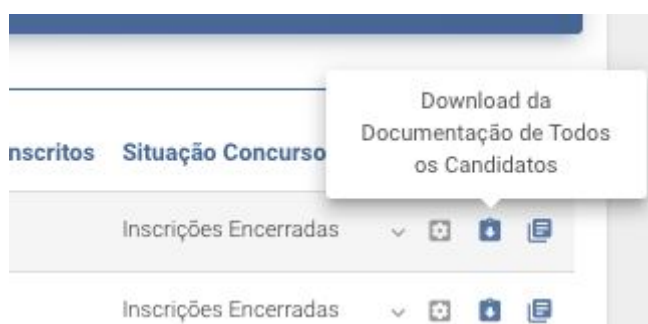 Download da
Documentação de Todos
os Candidatos
nscritos Situação Concurso
Inscrições Encerradas
Inscrições Encerradas